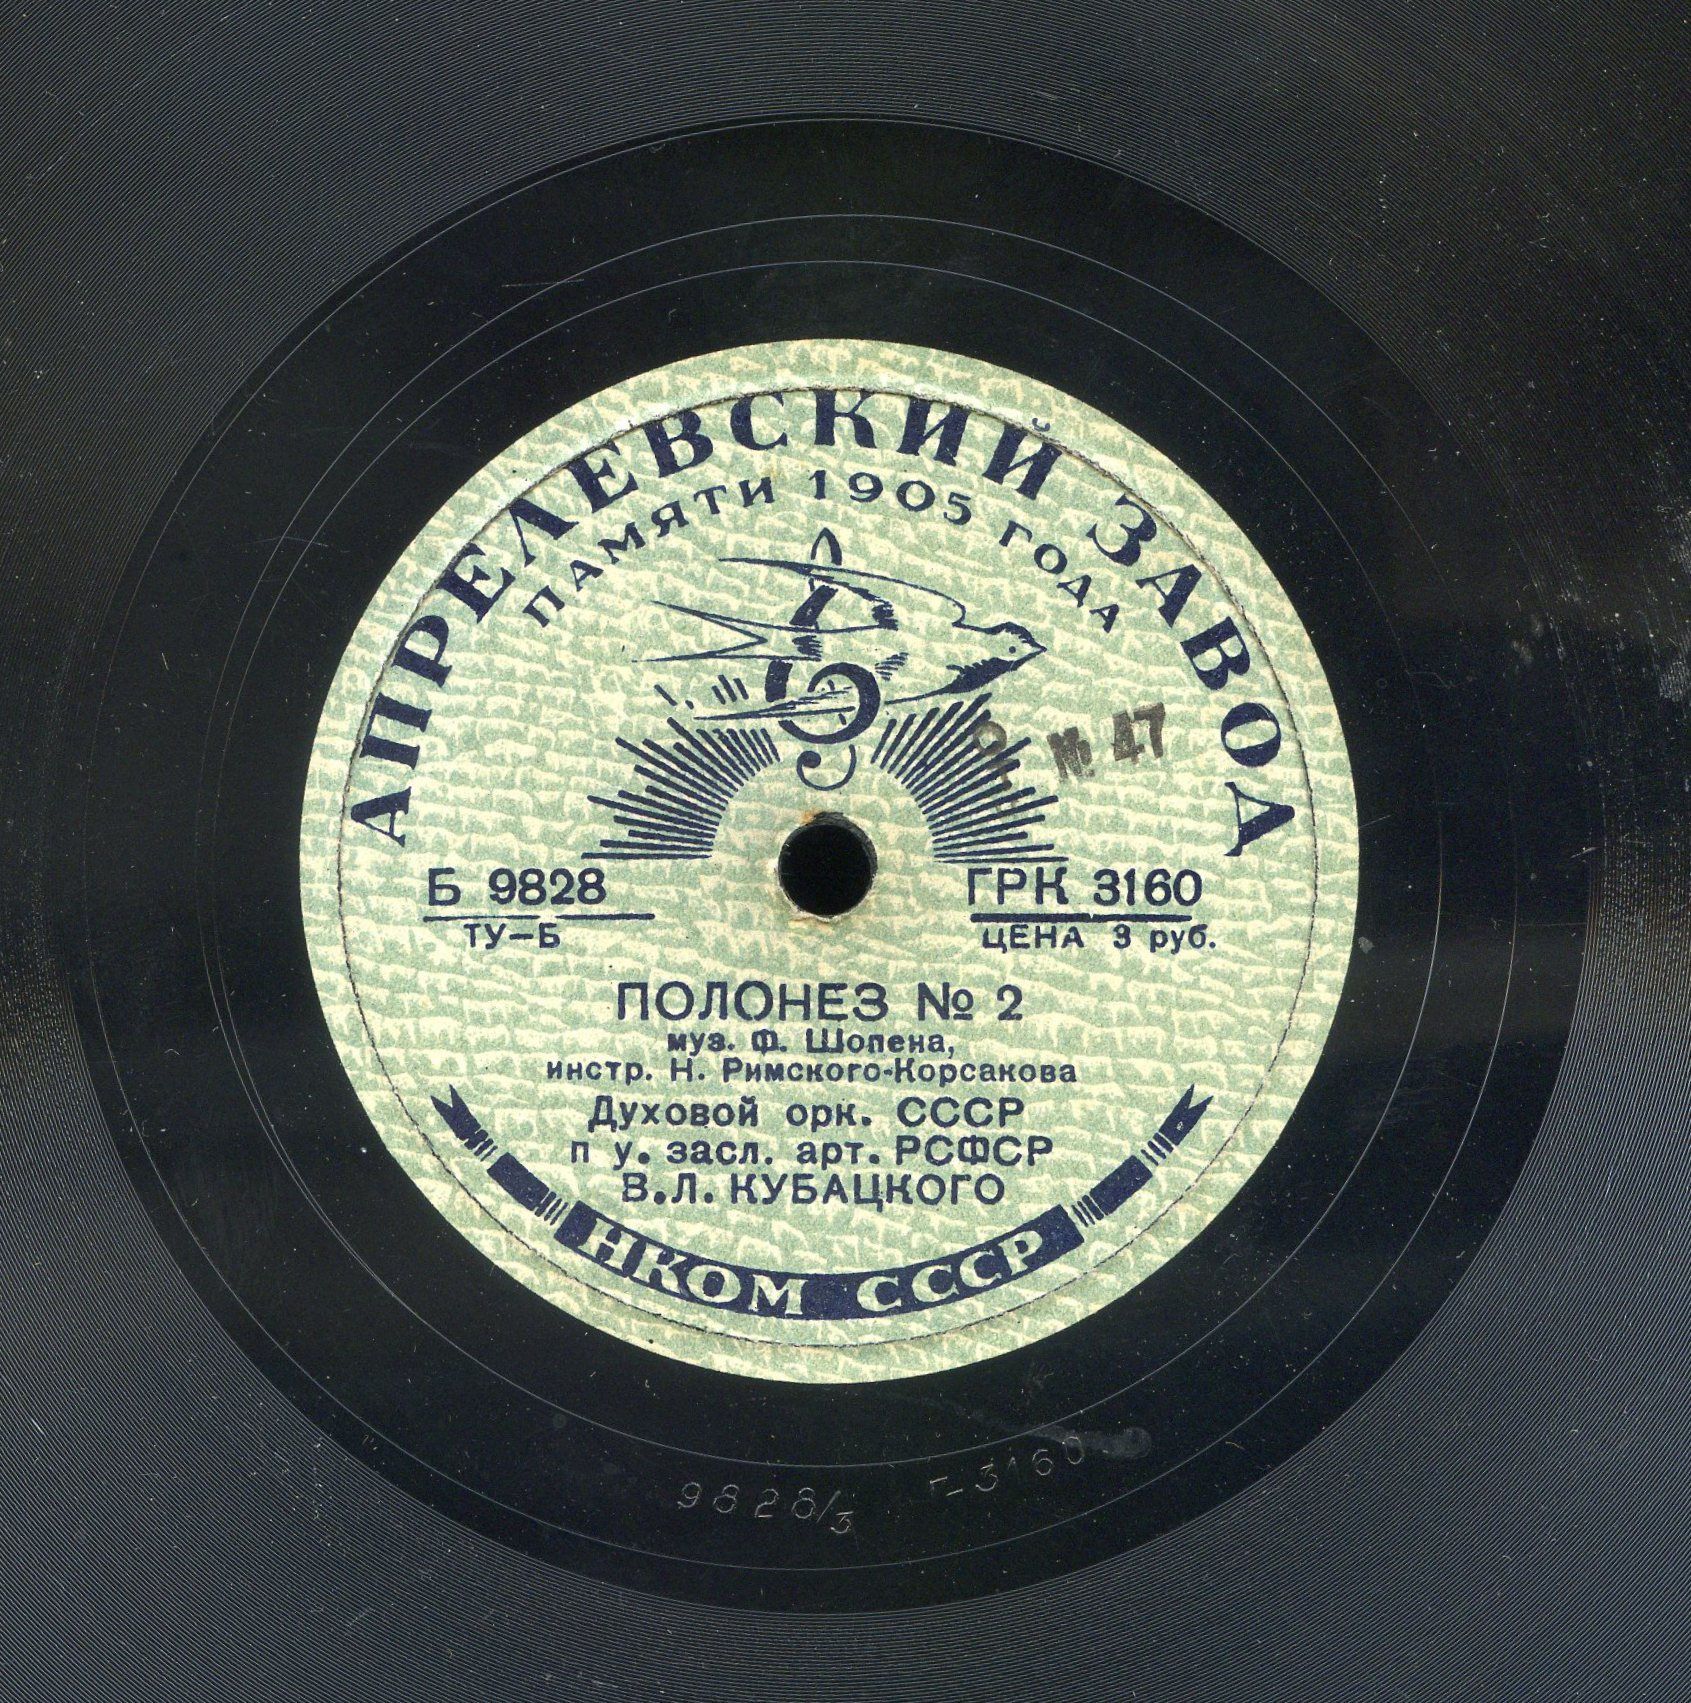 АПРЕЛЕВСКИЙ ЗАВОД
ПАМЯТИ 1905 ГОДА
№ 47
Б 9828
ТУ-Б
ГРК 3160
ЦЕНА 3 руб.
ПОЛОНЕЗ № 2
муз. Ф. Шопена,
инстр. Н. Римского-Корсакова
Духовой орк. СССР
п у. засл. арт. РСФСР
В.Л. КУБАЦКОГО
НКОМ СССР
9828/3 Г-3160